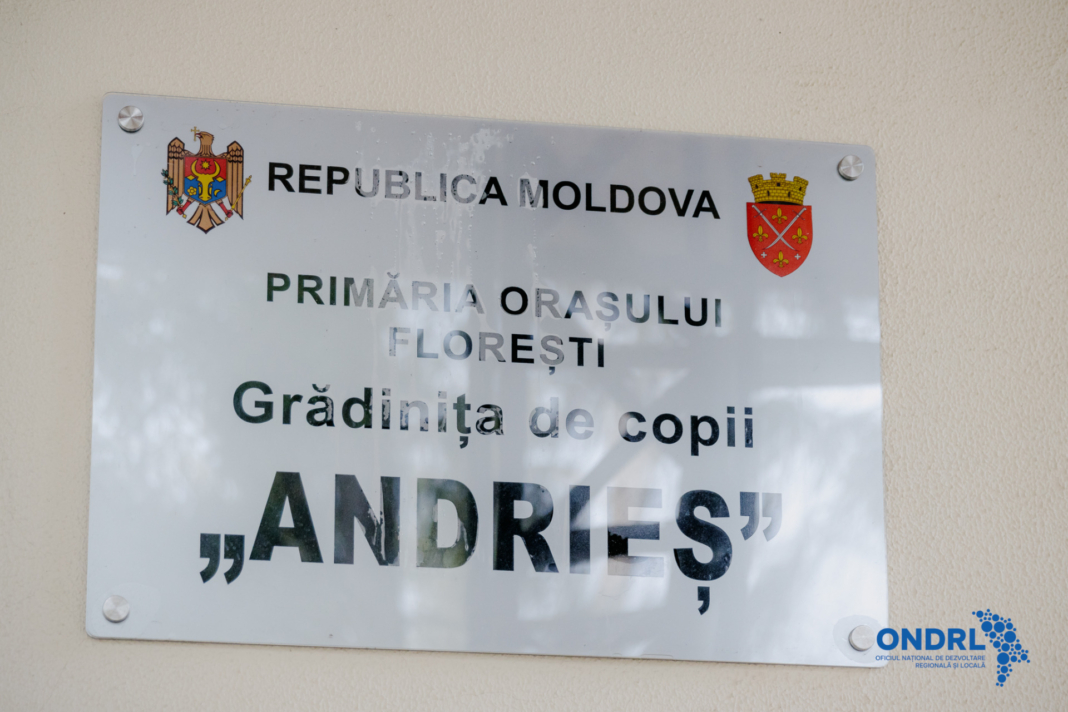 REPUBLICA MOLDOVA
PRIMĂRIA ORAȘULUI
FLOREȘTI
Grădinița de copii
„ANDRIEȘ”
ONDRL
OFICIUL NAȚIONAL DE DEZVOLTARE
REGIONALĂ ȘI LOCALĂ